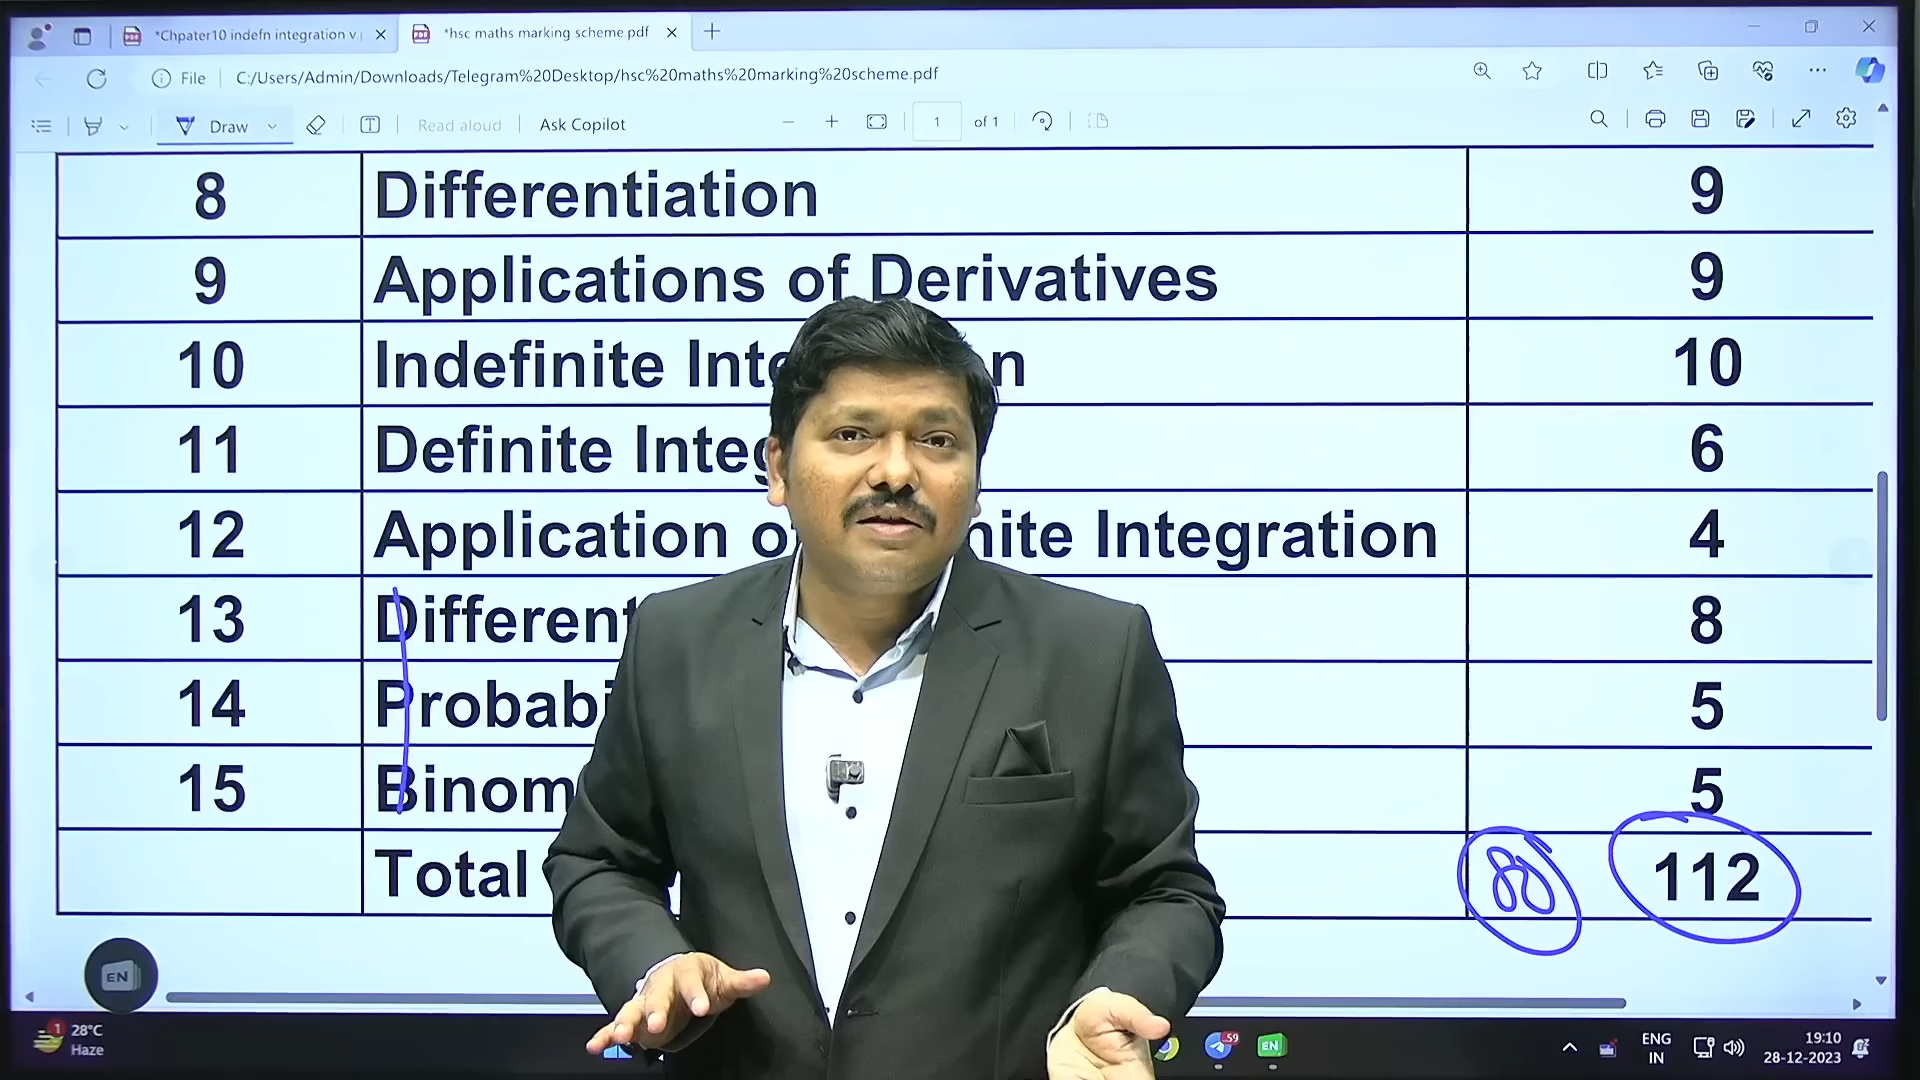 *Chpater10 indefn integration v.p
*hsc maths marking scheme.pdf
File
C:/Users/Admin/Downloads/Telegram%20Desktop/hsc%20maths%20marking%20scheme.pdf
Draw
Read aloud
Ask Copilot
1
of 1
8 Differentiation 9
9 Applications of Derivatives 9
10 Indefinite Inte n 10
11 Definite Integ 6
12 Application o nite Integration 4
13 Different 8
14 Probabi 5
15 Binom 5
Total 80 112
EN
1
28°C
Haze
59
EN
ENG
IN
19:10
28-12-2023